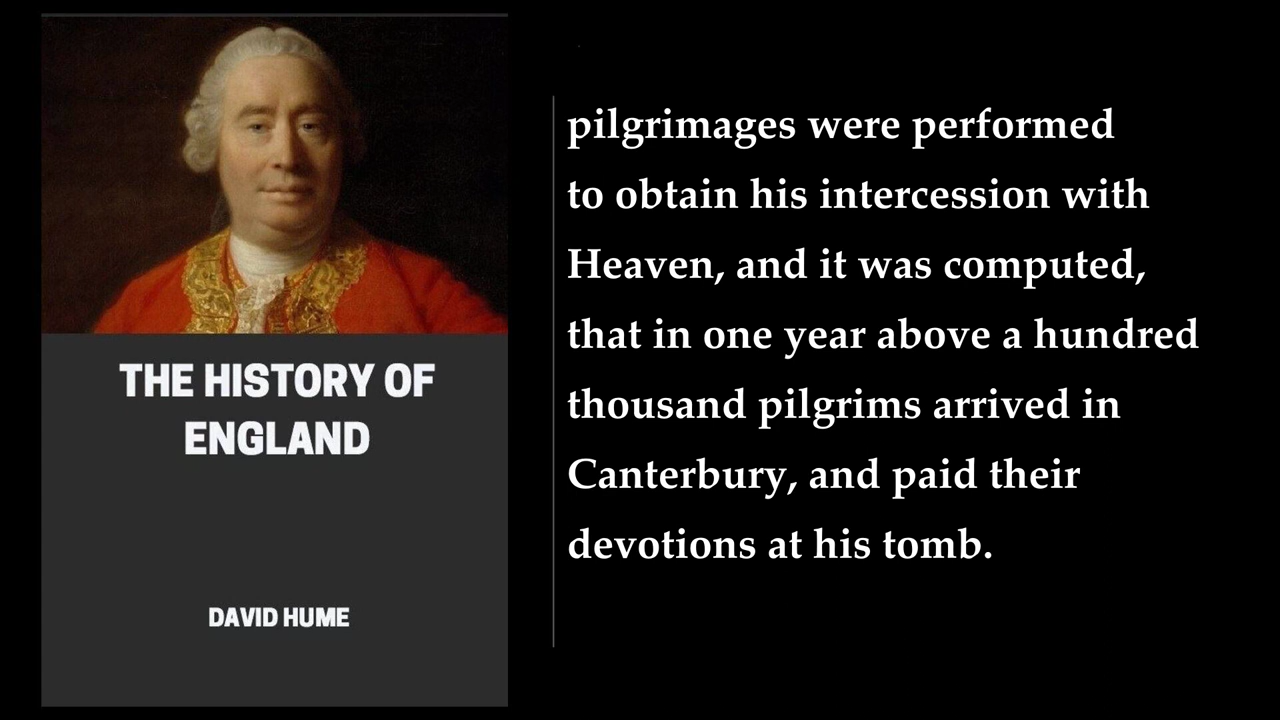 THE HISTORY OF
ENGLAND
DAVID HUME
pilgrimages were performed
to obtain his intercession with
Heaven, and it was computed,
that in one year above a hundred
thousand pilgrims arrived in
Canterbury, and paid their
devotions at his tomb.